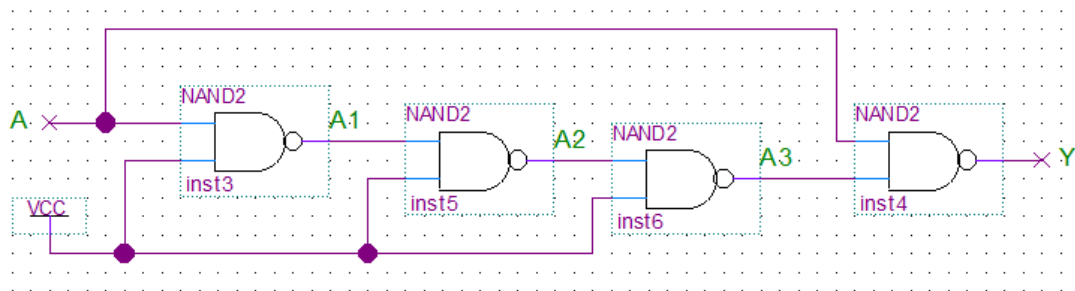 NAND2
A
A1
NAND2
A2
NAND2
A3
NAND2
Y
inst3
inst5
inst6
inst4
VCC